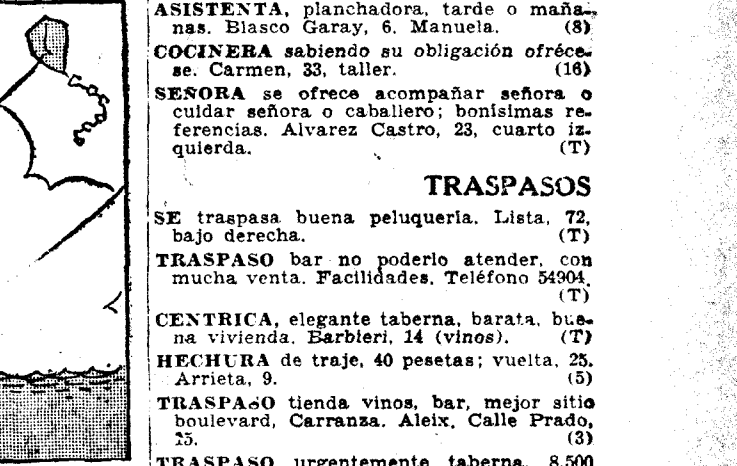 ASISTENTA, planchadora, tarde o maña-
nas. Blasco Garay, 6. Manuela. (8)
COCINERA sabiendo su obligación ofréce-
se. Carmen, 33, taller. (16)
SEÑORA se ofrece acompañar señora o
cuidar señora o caballero; bonísimas re-
ferencias. Alvarez Castro, 23, cuarto iz-
quierda. (T)
TRASPASOS
SE traspasa buena peluquería. Lista, 72,
bajo derecha. (T)
TRASPASO bar no poderlo atender, con
mucha venta. Facilidades. Teléfono 54904.
(T)
CENTRICA, elegante taberna, barata, bue-
na vivienda. Barbieri, 14 (vinos). (T)
HECHURA de traje, 40 pesetas; vuelta, 25.
Arrieta, 9. (5)
TRASPASO tienda vinos, bar, mejor sitio
boulevard, Carranza. Aleix. Calle Prado,
25. (3)
TRASPASO urgentemente taberna, 8.500